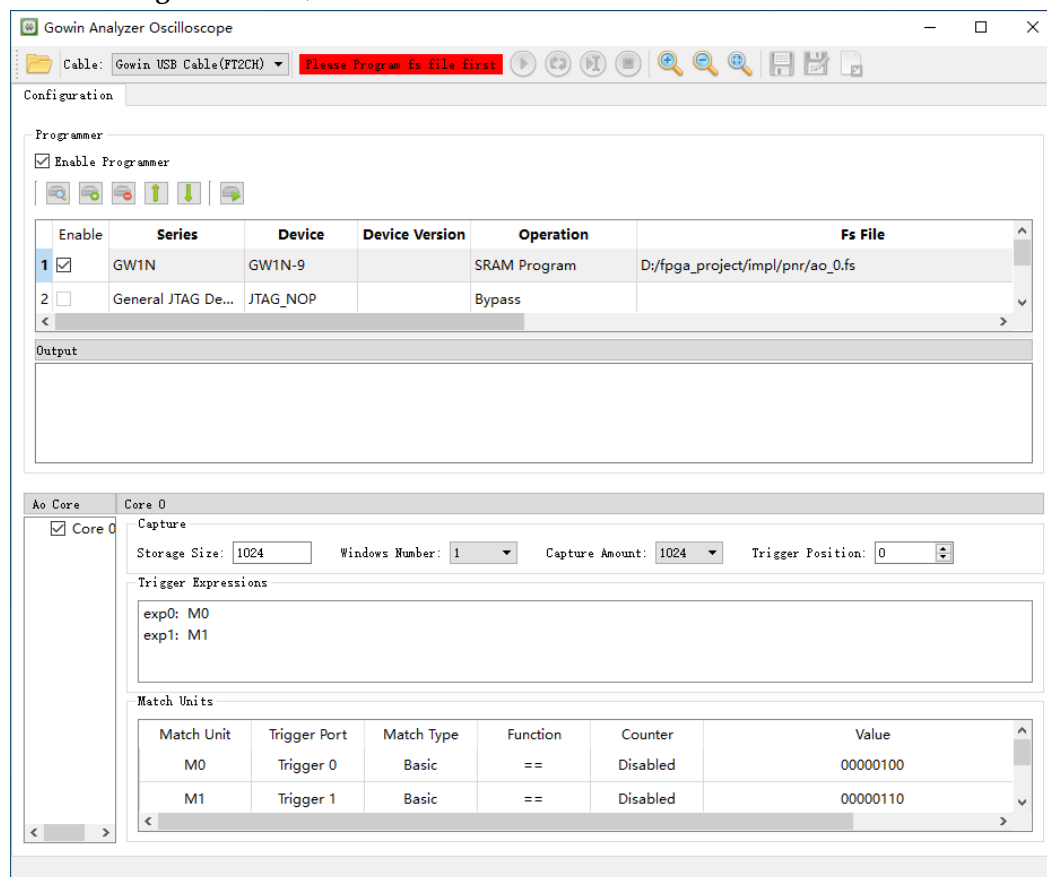 Gowin Analyzer Oscilloscope
Cable: Gowin USB Cable(FT2CH) Please Program fs file first
Configuration
Programmer
Enable Programmer
Enable Series Device Device Version Operation Fs File
1 GW1N GW1N-9 SRAM Program D:/fpga_project/impl/pnr/ao_0.fs
2 General JTAG De... JTAG_NOP Bypass
Output
Ao Core Core 0
Core 0 Capture
Storage Size: 1024 Windows Number: 1 Capture Amount: 1024 Trigger Position: 0
Trigger Expressions
exp0: M0
exp1: M1
Match Units
Match Unit Trigger Port Match Type Function Counter Value
M0 Trigger 0 Basic == Disabled 00000100
M1 Trigger 1 Basic == Disabled 00000110